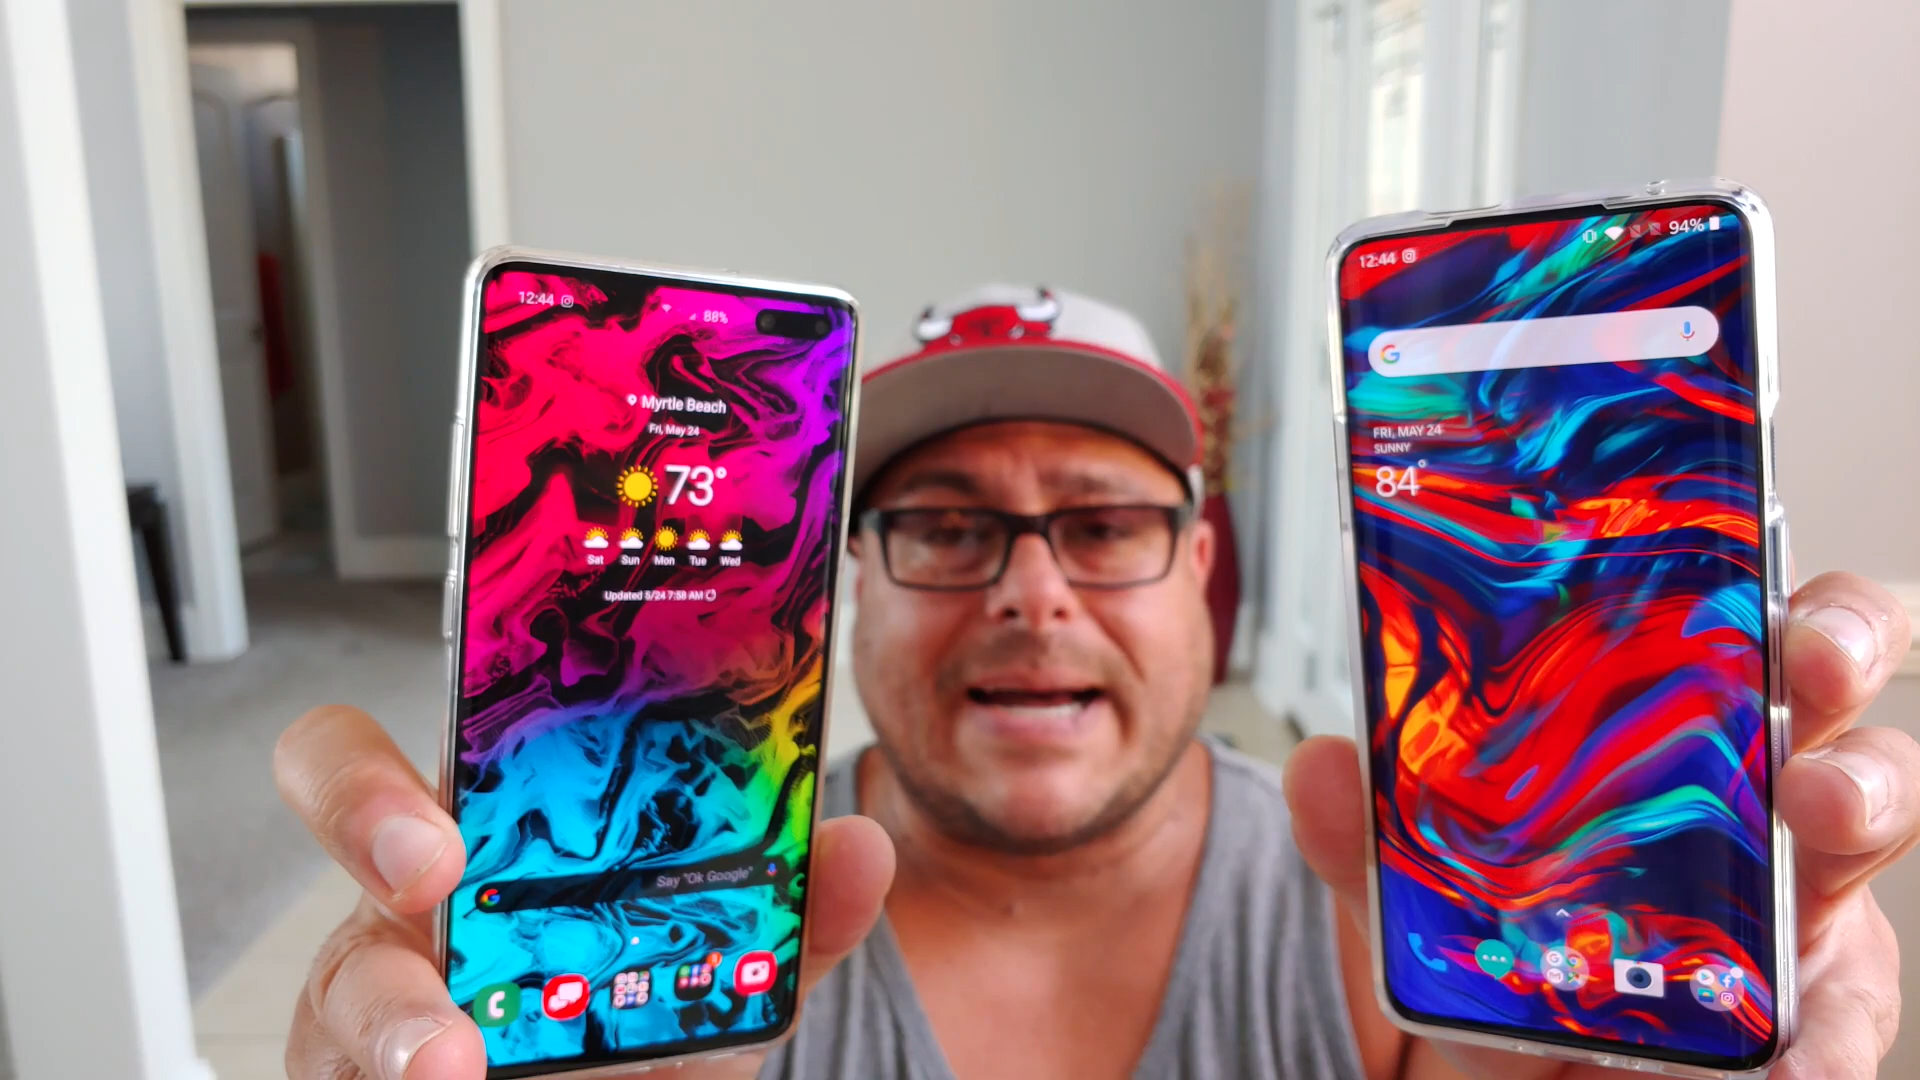 12:44
88%
Myrtle Beach
Fri, May 24
73°
Sat Sun Mon Tue Wed
Updated 5/24 7:58 AM
Say "Ok Google"
12:44
94%
FRI, MAY 24
SUNNY
84°